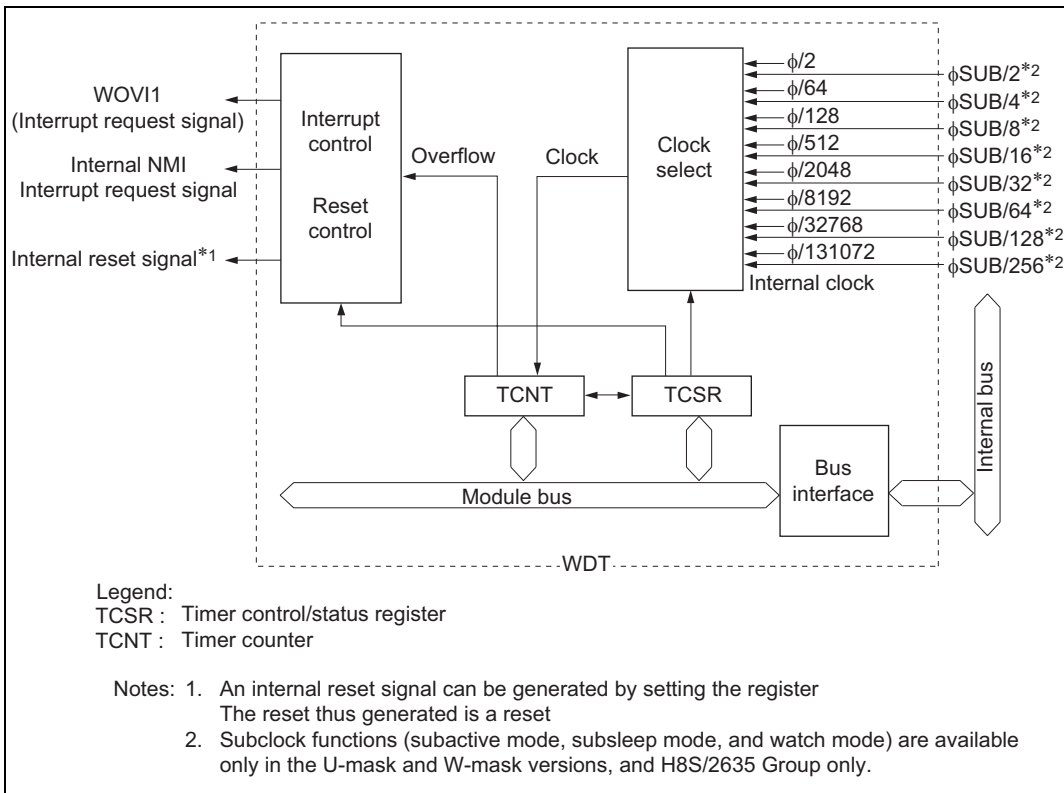 WOVI1
(Interrupt request signal)
Internal NMI
Interrupt request signal
Internal reset signal*1
Interrupt
control
Reset
control
Overflow
Clock
Clock
select
ϕ/2
ϕ/64
ϕ/128
ϕ/512
ϕ/2048
ϕ/8192
ϕ/32768
ϕ/131072
Internal clock
ϕSUB/2*2
ϕSUB/4*2
ϕSUB/8*2
ϕSUB/16*2
ϕSUB/32*2
ϕSUB/64*2
ϕSUB/128*2
ϕSUB/256*2
TCNT
TCSR
Module bus
Bus
interface
Internal bus
WDT
Legend:
TCSR : Timer control/status register
TCNT : Timer counter
Notes: 1. An internal reset signal can be generated by setting the register
The reset thus generated is a reset
2. Subclock functions (subactive mode, subsleep mode, and watch mode) are available
only in the U-mask and W-mask versions, and H8S/2635 Group only.